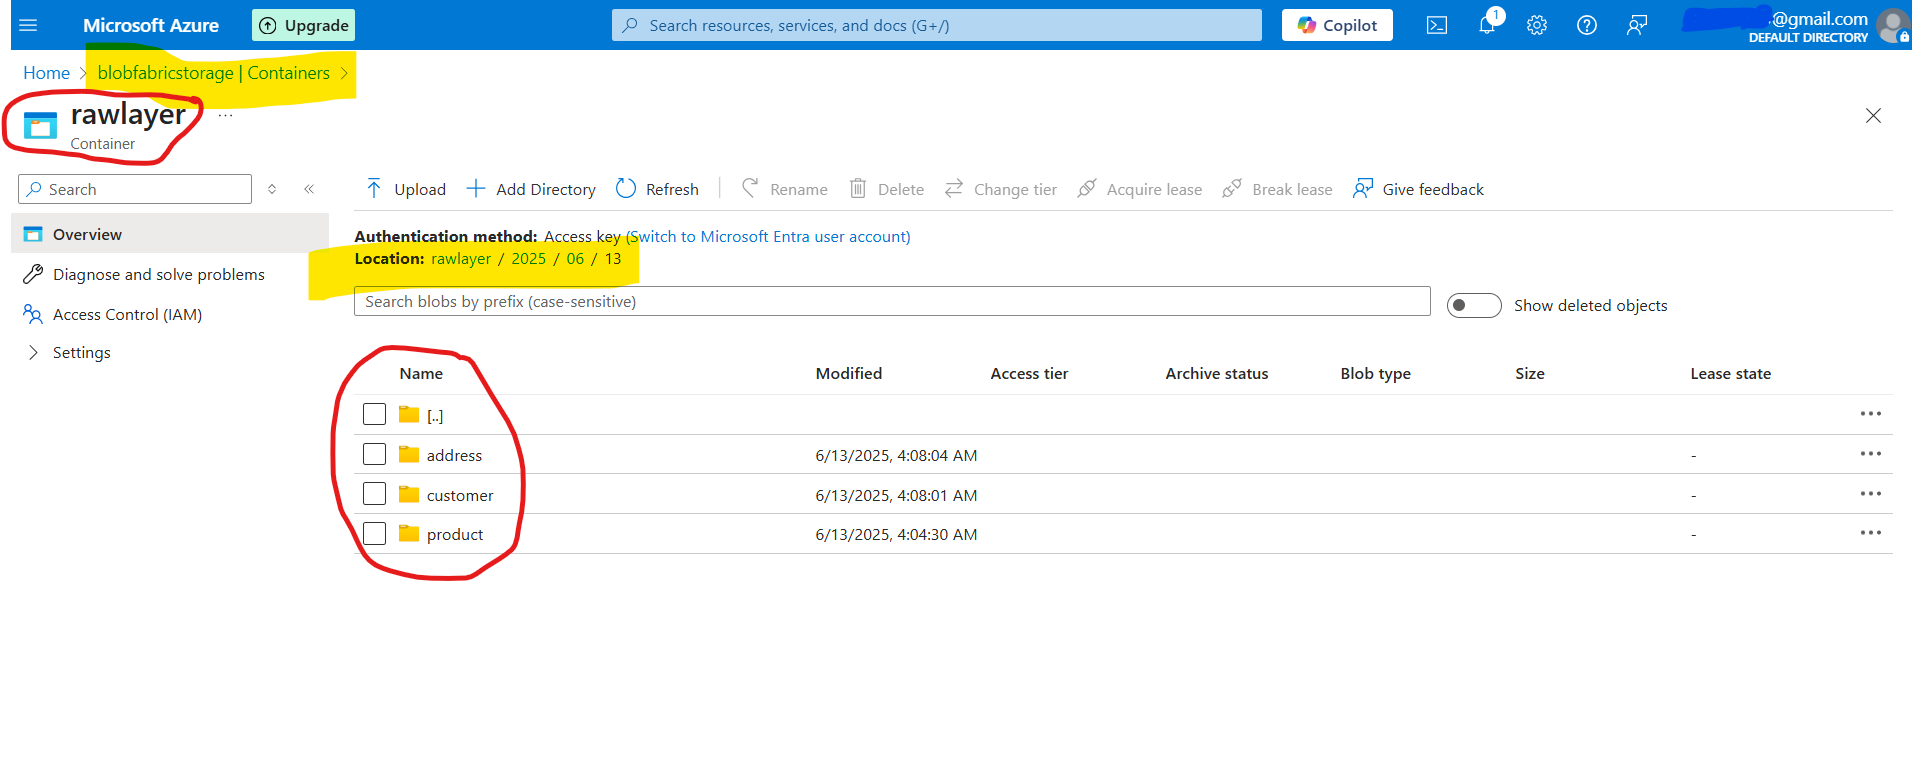 Microsoft Azure Upgrade Search resources, services, and docs (G+/) Copilot 1 @gmail.com
DEFAULT DIRECTORY
Home > blobfabricstorage | Containers >
rawlayer ...
Container
Search
Upload Add Directory Refresh Rename Delete Change tier Acquire lease Break lease Give feedback
Overview
Diagnose and solve problems
Access Control (IAM)
Settings
Authentication method: Access key (Switch to Microsoft Entra user account)
Location: rawlayer / 2025 / 06 / 13
Search blobs by prefix (case-sensitive)
Show deleted objects
Name Modified Access tier Archive status Blob type Size Lease state
[..]
address 6/13/2025, 4:08:04 AM -
customer 6/13/2025, 4:08:01 AM -
product 6/13/2025, 4:04:30 AM -